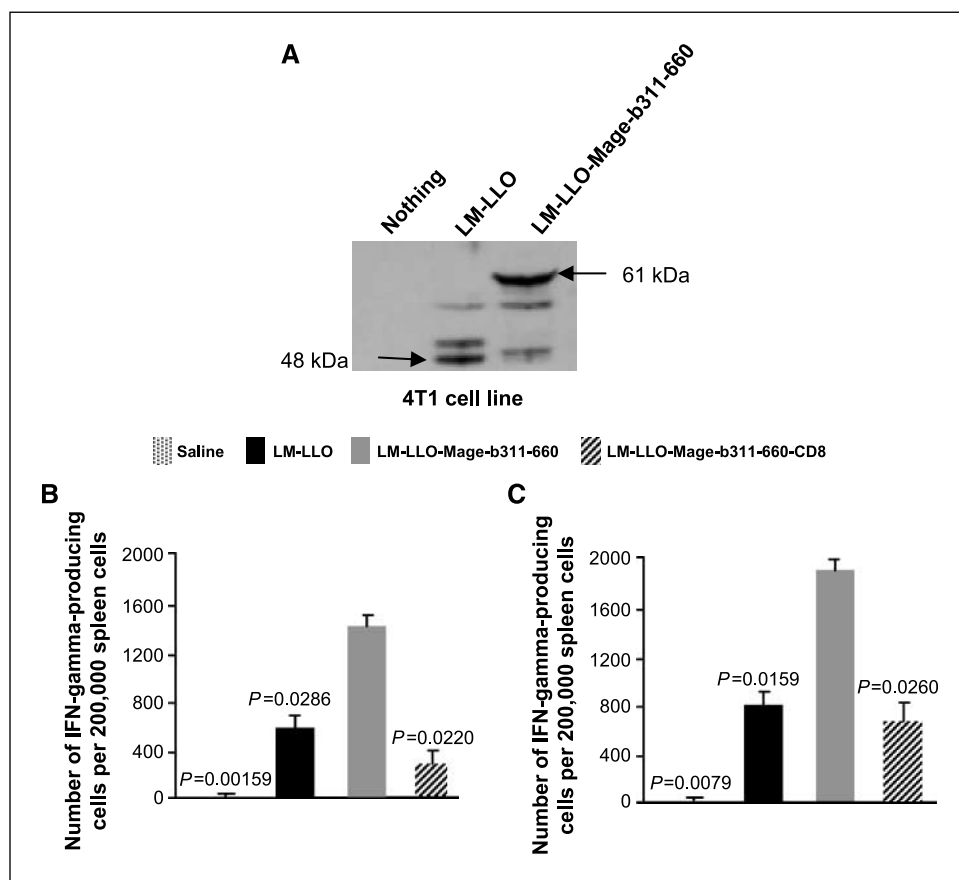 A
Nothing
LM-LLO
LM-LLO-Mage-b311-660
61 kDa
48 kDa
4T1 cell line
Saline LM-LLO LM-LLO-Mage-b311-660 LM-LLO-Mage-b311-660-CD8
B
Number of IFN-gamma-producing
cells per 200,000 spleen cells
2000
1600
1200
800
400
0
P=0.00159
P=0.0286
P=0.0220
C
Number of IFN-gamma-producing
cells per 200,000 spleen cells
2000
1600
1200
800
400
0
P=0.0079
P=0.0159
P=0.0260